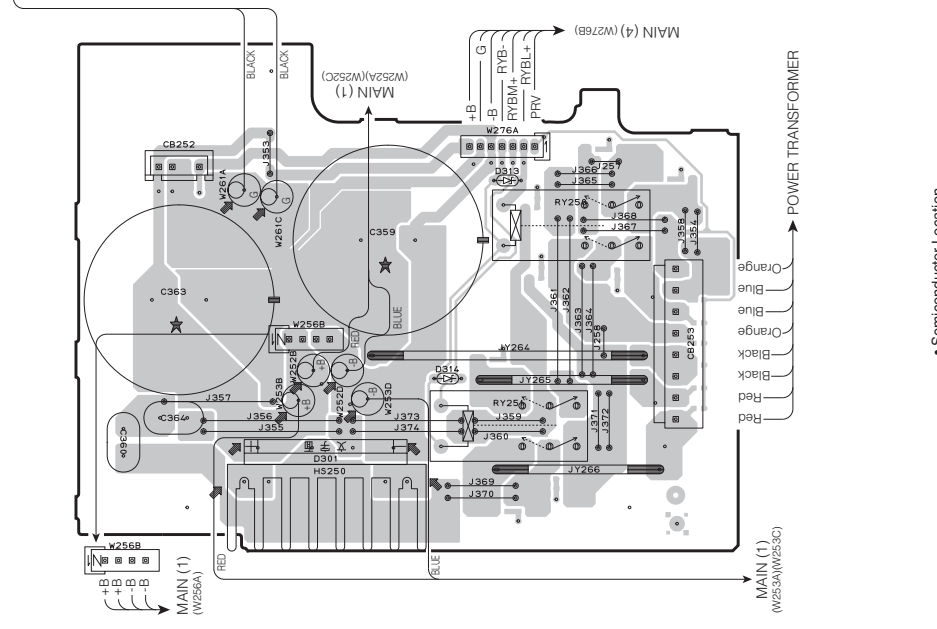 MAIN (4) (W276B)
BLACK
BLACK
MAIN (1)
(W252A)(W252C)
+B
G
-B
RYB-
RYBM+
RYBL+
PRV
W276A
CB252
J353
W261A
G
G
W261C
D313
J257
J366
J365
J368
J367
J358
J354
POWER TRANSFORMER
C359
C363
J361
J362
J363
J364
J258
CB253
Orange
Blue
Blue
Orange
Black
Black
Red
Red
W256B
RED
BLUE
JY264
W252B
+B
-B
D314
JY265
W253B
+B
W252D
-B
W253D
J357
C364
J356
J355
J373
J374
J359
J360
J371
J372
C360
D301
HS250
JY266
J369
J370
W256B
RED
BLUE
+B
+B
-B
-B
MAIN (1)
(W256A)
MAIN (1)
(W253A)(W253C)